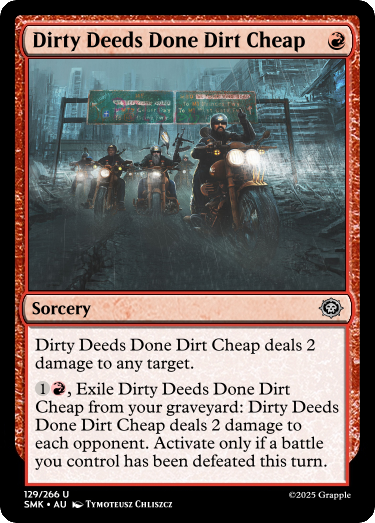 Dirty Deeds Done Dirt Cheap
Sorcery
Dirty Deeds Done Dirt Cheap deals 2
damage to any target.
1, Exile Dirty Deeds Done Dirt
Cheap from your graveyard: Dirty Deeds
Done Dirt Cheap deals 2 damage to
each opponent. Activate only if a battle
you control has been defeated this turn.
129/266 U
SMK • AU Tymoteusz Chliszcz
©2025 Grapple